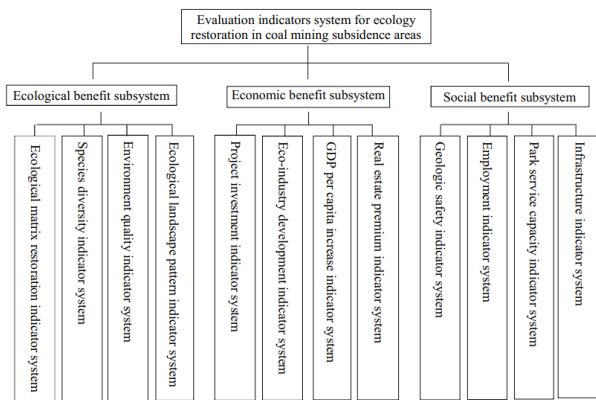 Evaluation indicators system for ecology
restoration in coal mining subsidence areas
Ecological benefit subsystem
Economic benefit subsystem
Social benefit subsystem
Ecological matrix restoration indicator system
Species diversity indicator system
Environment quality indicator system
Ecological landscape pattern indicator system
Project investment indicator system
Eco-industry development indicator system
GDP per capita increase indicator system
Real estate premium indicator system
Geologic safety indicator system
Employment indicator system
Park service capacity indicator system
Infrastructure indicator system